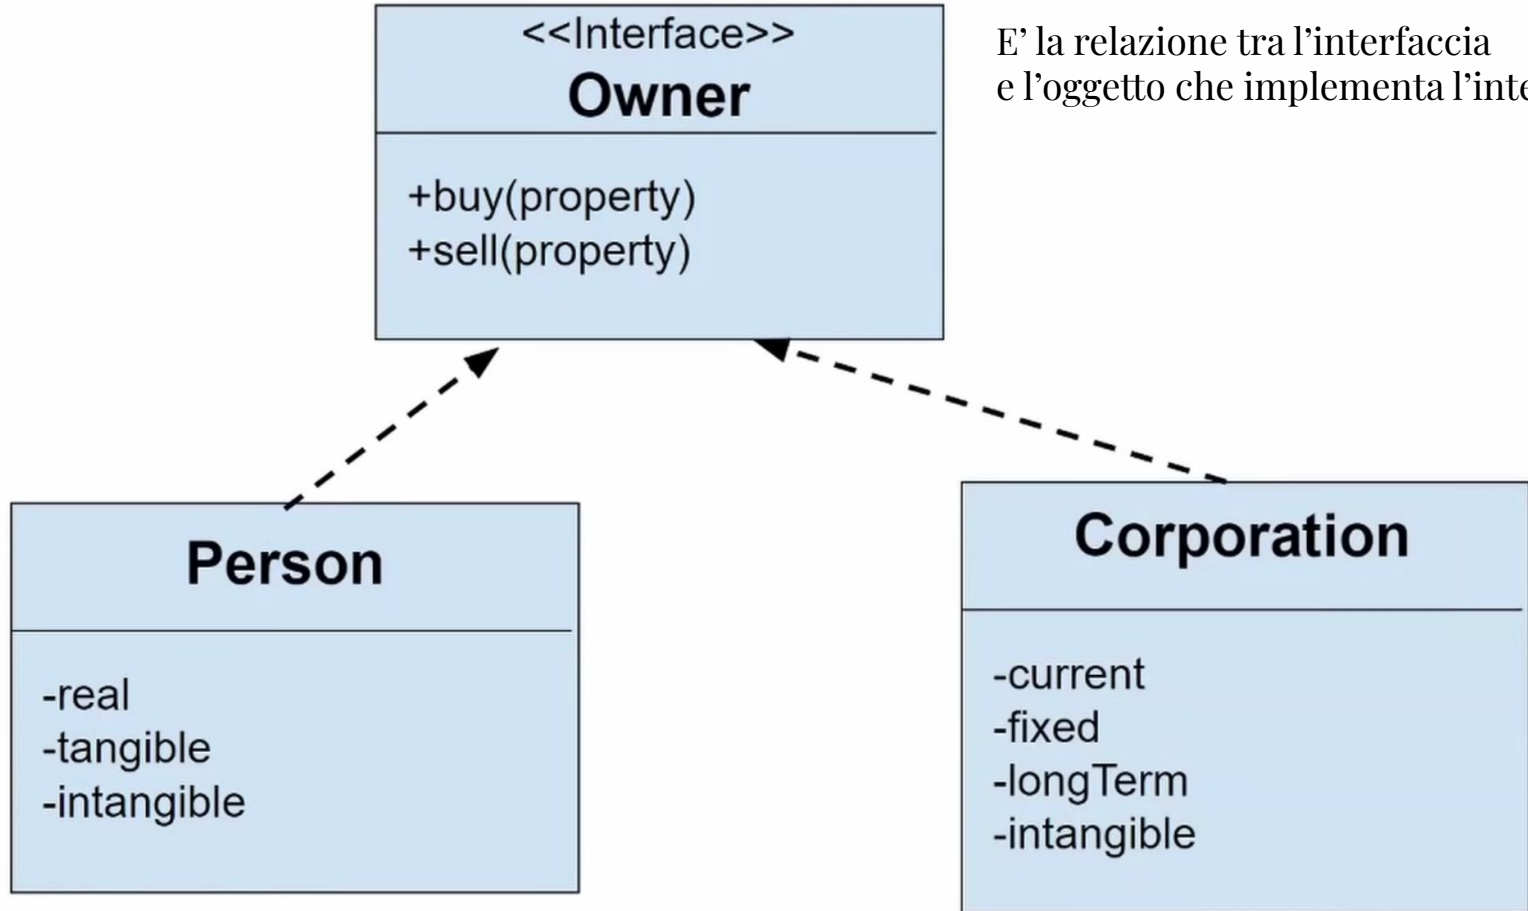 <<Interface>>
Owner
+buy(property)
+sell(property)
E’ la relazione tra l’interfaccia
e l’oggetto che implementa
Person
-real
-tangible
-intangible
Corporation
-current
-fixed
-longTerm
-intangible